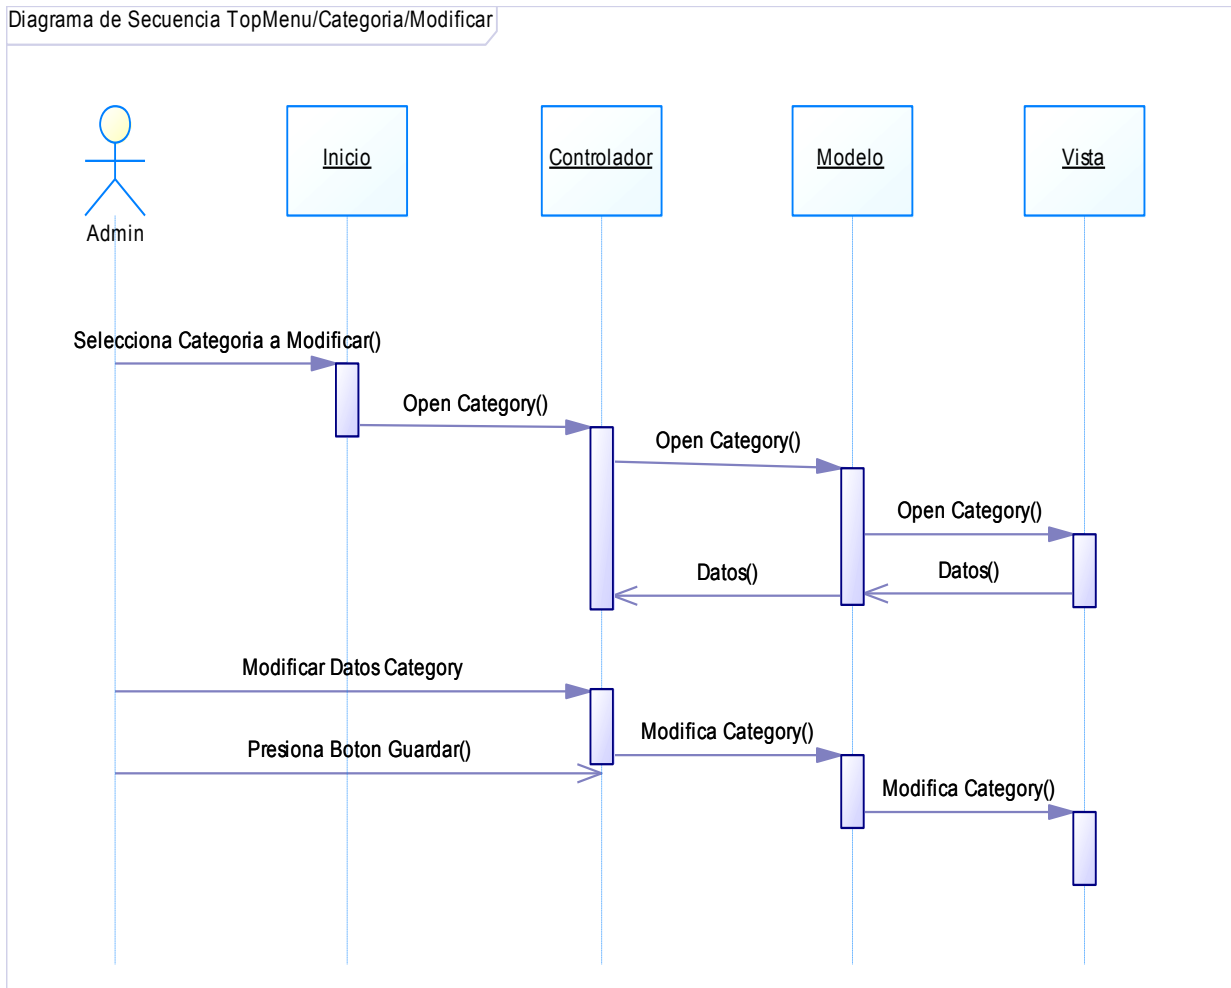 Diagrama de Secuencia TopMenu/Categoria/Modificar
Inicio
Controlador
Modelo
Vista
Admin
Selecciona Categoria a Modificar()
Open Category()
Open Category()
Open Category()
Datos()
Datos()
Modificar Datos Category
Modifica Category()
Presiona Boton Guardar()
Modifica Category()